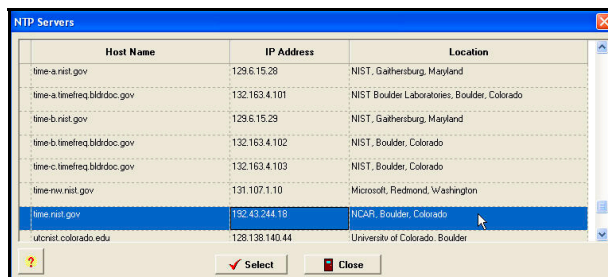 NTP Servers
Host Name IP Address Location
time-a.nist.gov 129.6.15.28 NIST, Gaithersburg, Maryland
time-a.timefreq.bldrdoc.gov 132.163.4.101 NIST Boulder Laboratories, Boulder, Colorado
time-b.nist.gov 129.6.15.29 NIST, Gaithersburg, Maryland
time-b.timefreq.bldrdoc.gov 132.163.4.102 NIST, Boulder, Colorado
time-c.timefreq.bldrdoc.gov 132.163.4.103 NIST, Boulder, Colorado
time-nw.nist.gov 131.107.1.10 Microsoft, Redmond, Washington
time.nist.gov 192.43.244.18 NCAR, Boulder, Colorado
utcnist.colorado.edu 128.138.140.44 University of Colorado, Boulder
? Select Close